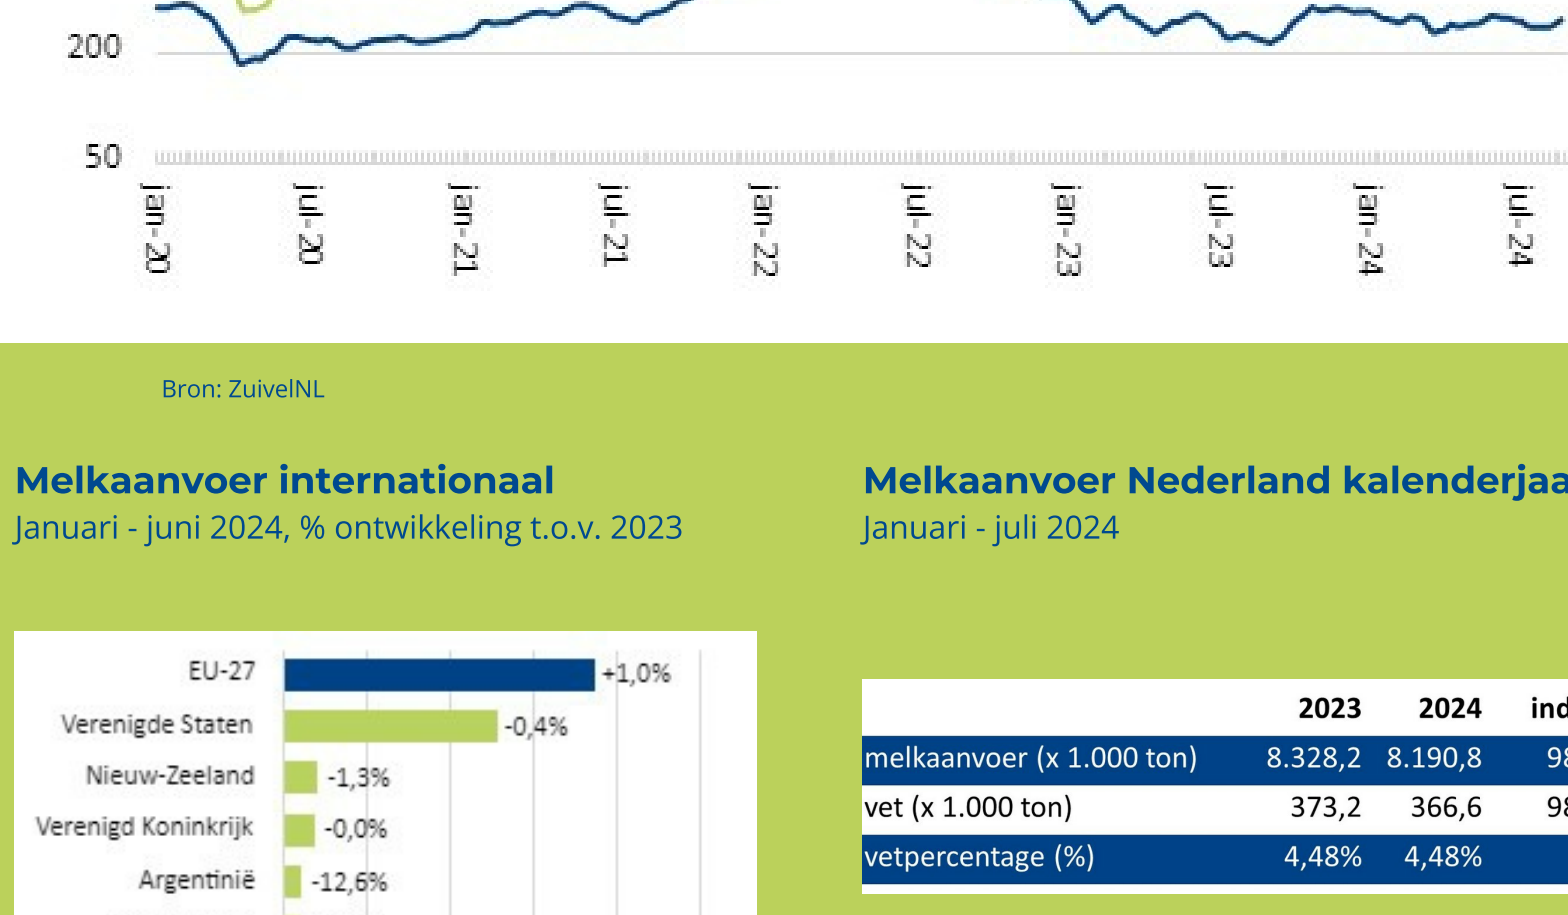 200
50
jan-20 jul-20 jan-21 jul-21 jan-22 jul-22 jan-23 jul-23 jan-24 jul-24
Bron: ZuivelNL
Melkaanvoer internationaal
Januari - juni 2024, % ontwikkeling t.o.v. 2023
EU-27 +1,0%
Verenigde Staten -0,4%
Nieuw-Zeeland -1,3%
Verenigd Koninkrijk -0,0%
Argentinië -12,6%
Melkaanvoer Nederland kalenderjaa
Januari - juli 2024
2023 2024 ind
melkaanvoer (x 1.000 ton) 8.328,2 8.190,8 98
vet (x 1.000 ton) 373,2 366,6 98
vetpercentage (%) 4,48% 4,48%